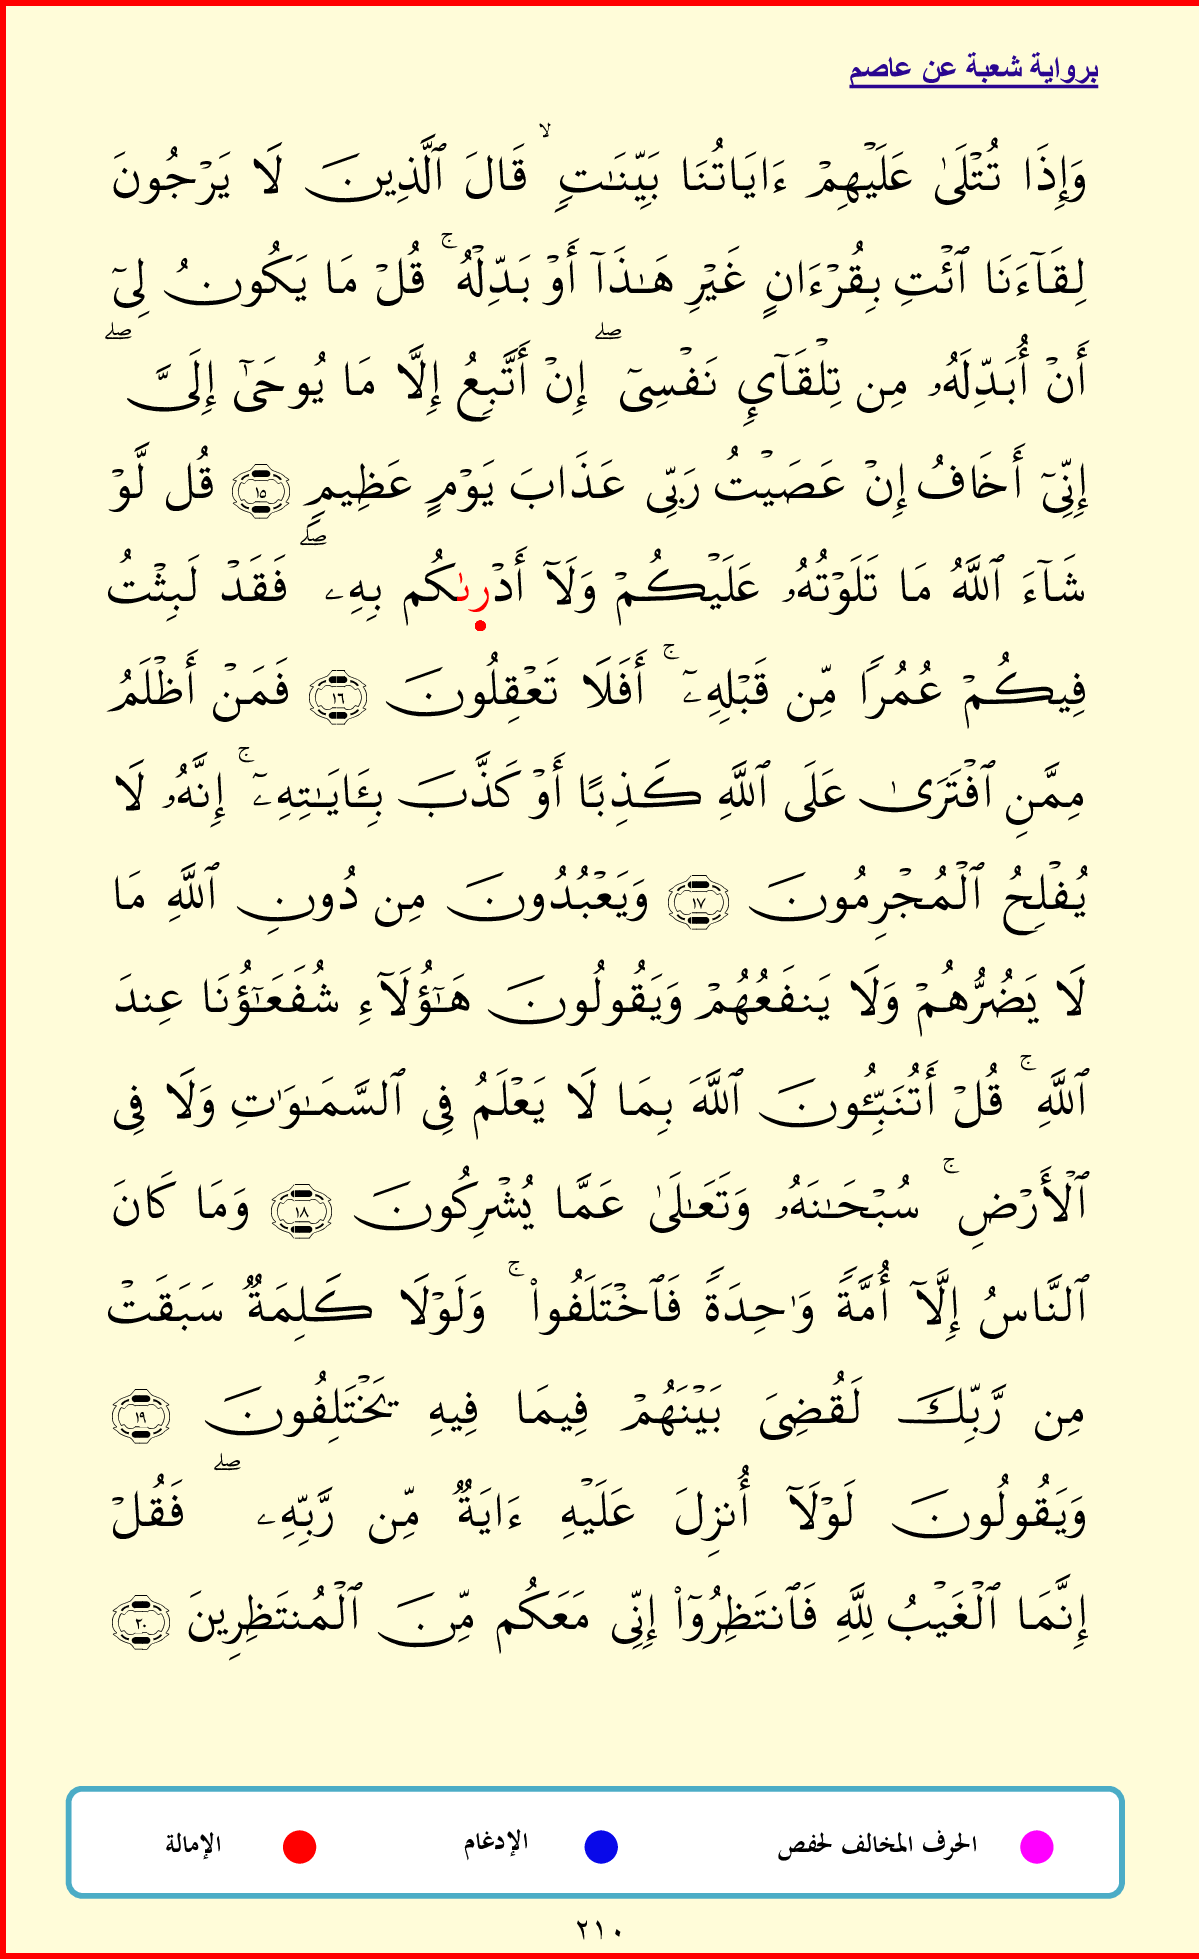 برواية شعبة عن عاصم
وَإِذَا تُتۡلَىٰ عَلَيۡهِمۡ ءَايَاتُنَا بَيِّنَٰتٖ ۙ قَالَ ٱلَّذِينَ لَا يَرۡجُونَ
لِقَآءَنَا ٱئۡتِ بِقُرۡءَانٍ غَيۡرِ هَٰذَآ أَوۡ بَدِّلۡهُ ۚ قُلۡ مَا يَكُونُ لِيٓ
أَنۡ أُبَدِّلَهُۥ مِن تِلۡقَآيِٕ نَفۡسِيٓ ۖ إِنۡ أَتَّبِعُ إِلَّا مَا يُوحَىٰٓ إِلَىَّ ۖ
إِنِّيٓ أَخَافُ إِنۡ عَصَيۡتُ رَبِّى عَذَابَ يَوۡمٍ عَظِيمٖ ١٥ قُل لَّوۡ
شَآءَ ٱللَّهُ مَا تَلَوۡتُهُۥ عَلَيۡكُمۡ وَلَآ أَدۡرِىٰكُم بِهِۦ ۖ فَقَدۡ لَبِثۡتُ
فِيكُمۡ عُمُرٗا مِّن قَبۡلِهِۦٓ ۚ أَفَلَا تَعۡقِلُونَ ١٦ فَمَنۡ أَظۡلَمُ
مِمَّنِ ٱفۡتَرَىٰ عَلَى ٱللَّهِ كَذِبًا أَوۡ كَذَّبَ بِـَٔايَٰتِهِۦٓ ۚ إِنَّهُۥ لَا
يُفۡلِحُ ٱلۡمُجۡرِمُونَ ١٧ وَيَعۡبُدُونَ مِن دُونِ ٱللَّهِ مَا
لَا يَضُرُّهُمۡ وَلَا يَنفَعُهُمۡ وَيَقُولُونَ هَٰٓؤُلَآءِ شُفَعَٰٓؤُنَا عِندَ
ٱللَّهِ ۚ قُلۡ أَتُنَبِّـُٔونَ ٱللَّهَ بِمَا لَا يَعۡلَمُ فِى ٱلسَّمَٰوَٰتِ وَلَا فِى
ٱلۡأَرۡضِ ۚ سُبۡحَٰنَهُۥ وَتَعَٰلَىٰ عَمَّا يُشۡرِكُونَ ١٨ وَمَا كَانَ
ٱلنَّاسُ إِلَّآ أُمَّةٗ وَٰحِدَةٗ فَٱخۡتَلَفُواْ ۚ وَلَوۡلَا كَلِمَةٞ سَبَقَتۡ
مِن رَّبِّكَ لَقُضِىَ بَيۡنَهُمۡ فِيمَا فِيهِ يَخۡتَلِفُونَ ١٩
وَيَقُولُونَ لَوۡلَآ أُنزِلَ عَلَيۡهِ ءَايَةٞ مِّن رَّبِّهِۦ ۖ فَقُلۡ
إِنَّمَا ٱلۡغَيۡبُ لِلَّهِ فَٱنتَظِرُوٓاْ إِنِّى مَعَكُم مِّنَ ٱلۡمُنتَظِرِينَ ٢٠
الحرف المخالف لحفص الإدغام الإمالة
٢١٠